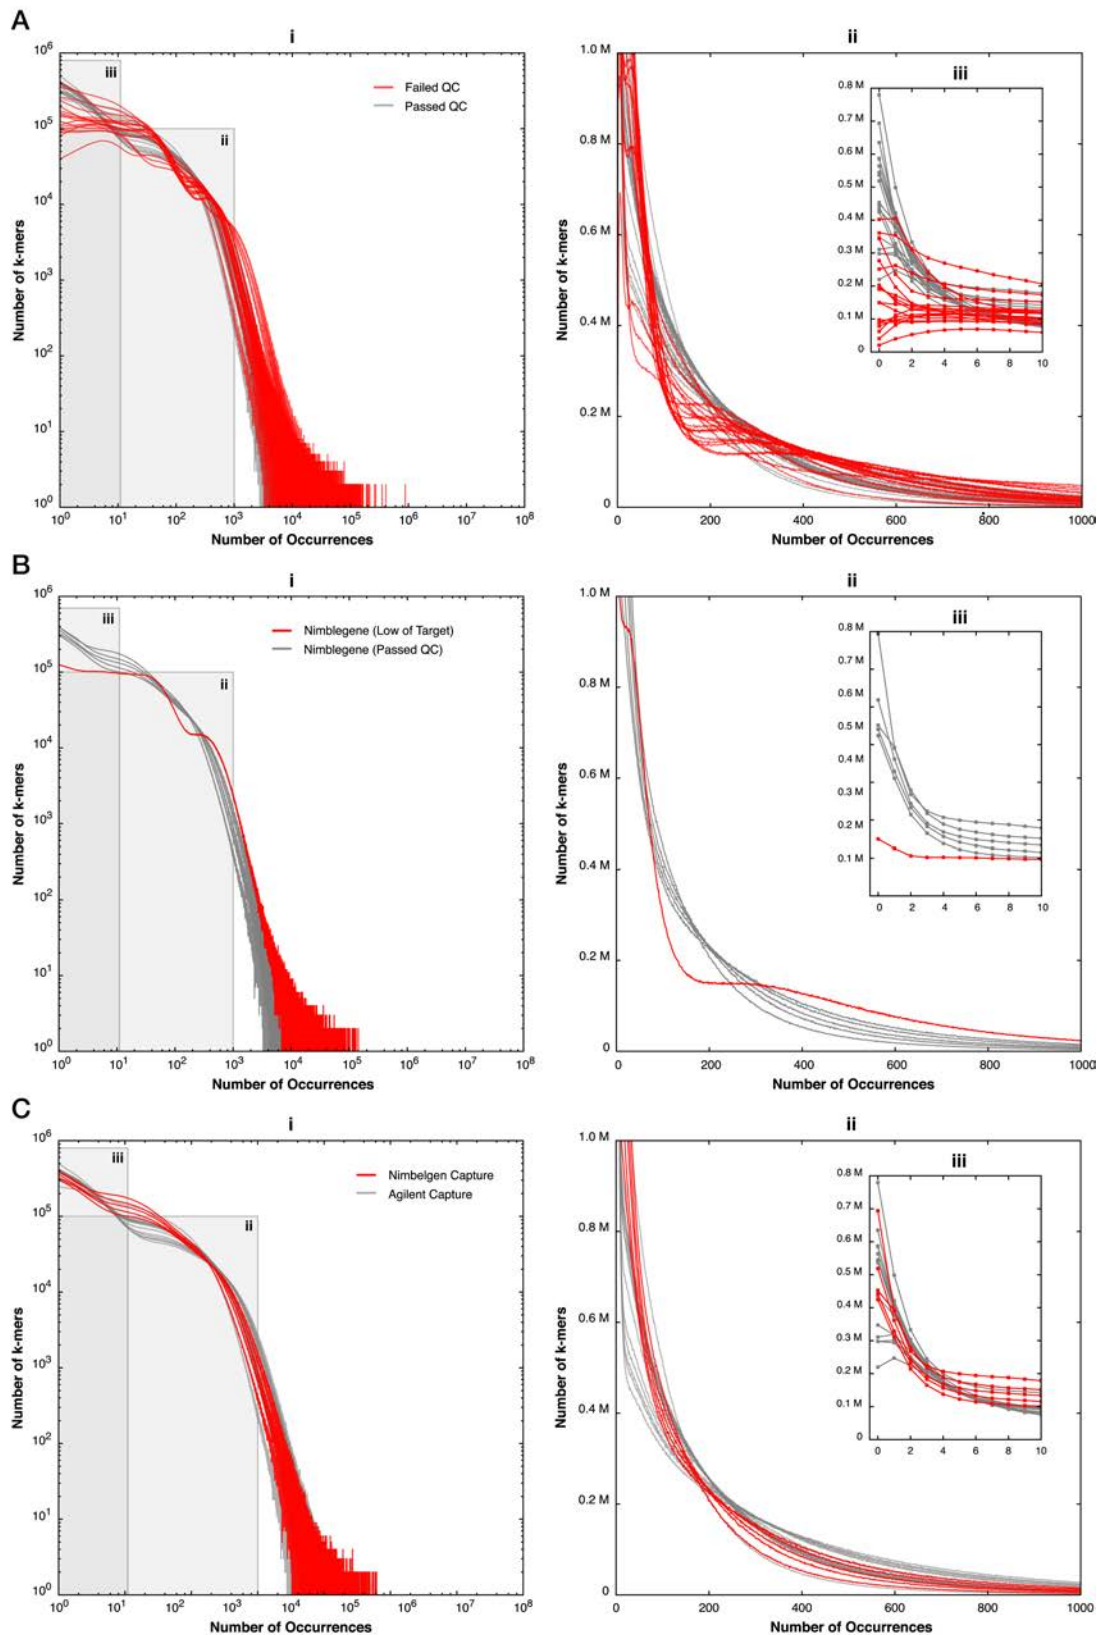 A
i
ii
10^6
10^5
10^4
10^3
10^2
10^1
10^0
Number of k-mers
iii
ii
Failed QC
Passed QC
10^0 10^1 10^2 10^3 10^4 10^5 10^6 10^7 10^8
Number of Occurrences
1.0 M
0.8 M
0.6 M
0.4 M
0.2 M
0
Number of k-mers
0 200 400 600 800 1000
Number of Occurrences
iii
0.8 M
0.7 M
0.6 M
0.5 M
0.4 M
0.3 M
0.2 M
0.1 M
0
0 2 4 6 8 10
B
i
ii
10^6
10^5
10^4
10^3
10^2
10^1
10^0
Number of k-mers
iii
ii
Nimblegene (Low of Target)
Nimblegene (Passed QC)
10^0 10^1 10^2 10^3 10^4 10^5 10^6 10^7 10^8
Number of Occurrences
1.0 M
0.8 M
0.6 M
0.4 M
0.2 M
0
Number of k-mers
0 200 400 600 800 1000
Number of Occurrences
iii
0.8 M
0.7 M
0.6 M
0.5 M
0.4 M
0.3 M
0.2 M
0.1 M
0 2 4 6 8 10
C
i
ii
10^6
10^5
10^4
10^3
10^2
10^1
10^0
Number of k-mers
iii
ii
Nimbelgen Capture
Agilent Capture
10^0 10^1 10^2 10^3 10^4 10^5 10^6 10^7 10^8
Number of Occurrences
1.0 M
0.8 M
0.6 M
0.4 M
0.2 M
0
Number of k-mers
0 200 400 600 800 1000
Number of Occurrences
iii
0.8 M
0.7 M
0.6 M
0.5 M
0.4 M
0.3 M
0.2 M
0.1 M
0
0 2 4 6 8 10